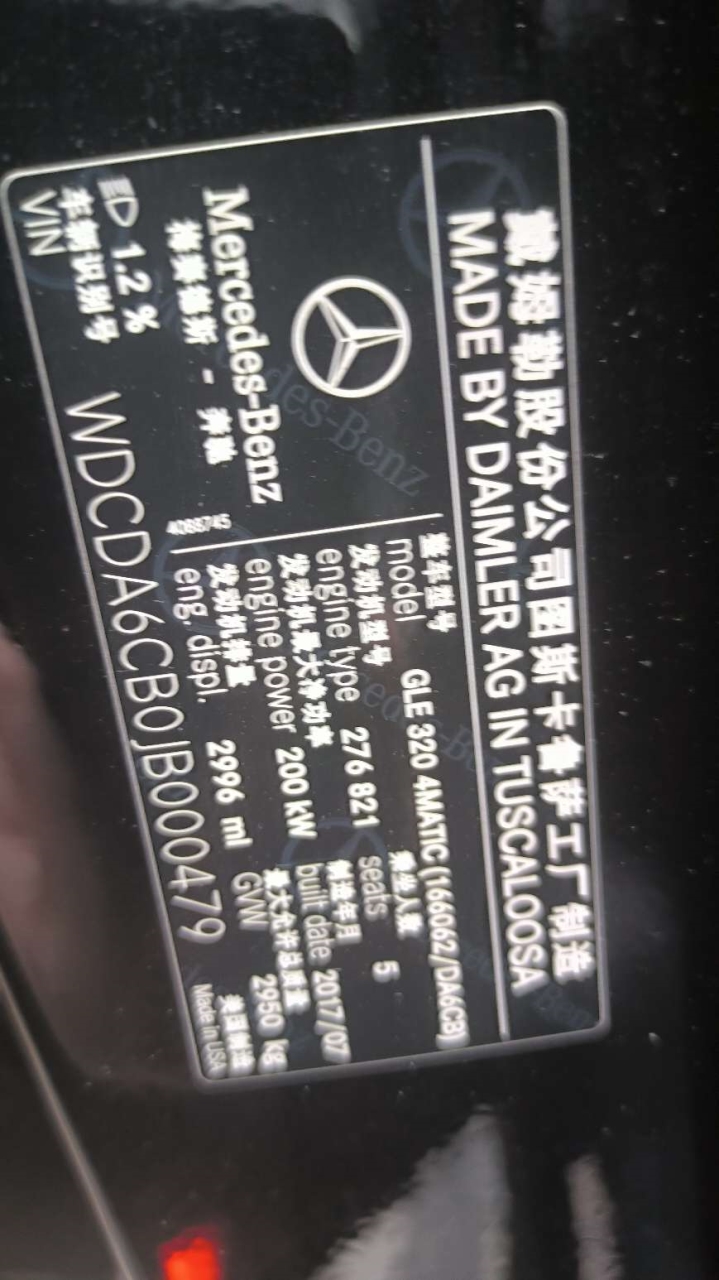 戴姆勒股份公司图斯卡鲁萨工厂制造
MADE BY DAIMLER AG IN TUSCALOOSA
Mercedes-Benz
梅赛德斯 - 奔驰
整车型号
model GLE 320 4MATIC (166062/DA6CB)
发动机型号 乘坐人数
engine type 276 821 seats 5
发动机最大净功率 制造年月
engine power 200 kW built date 2017/07
发动机排量 最大允许总质量
eng. displ. 2996 ml GVW 2950 kg
4088745
1.2 %
车辆识别号
VIN WDCDA6CB0JB000479
美国制造
Made in USA
Mercedes-Benz